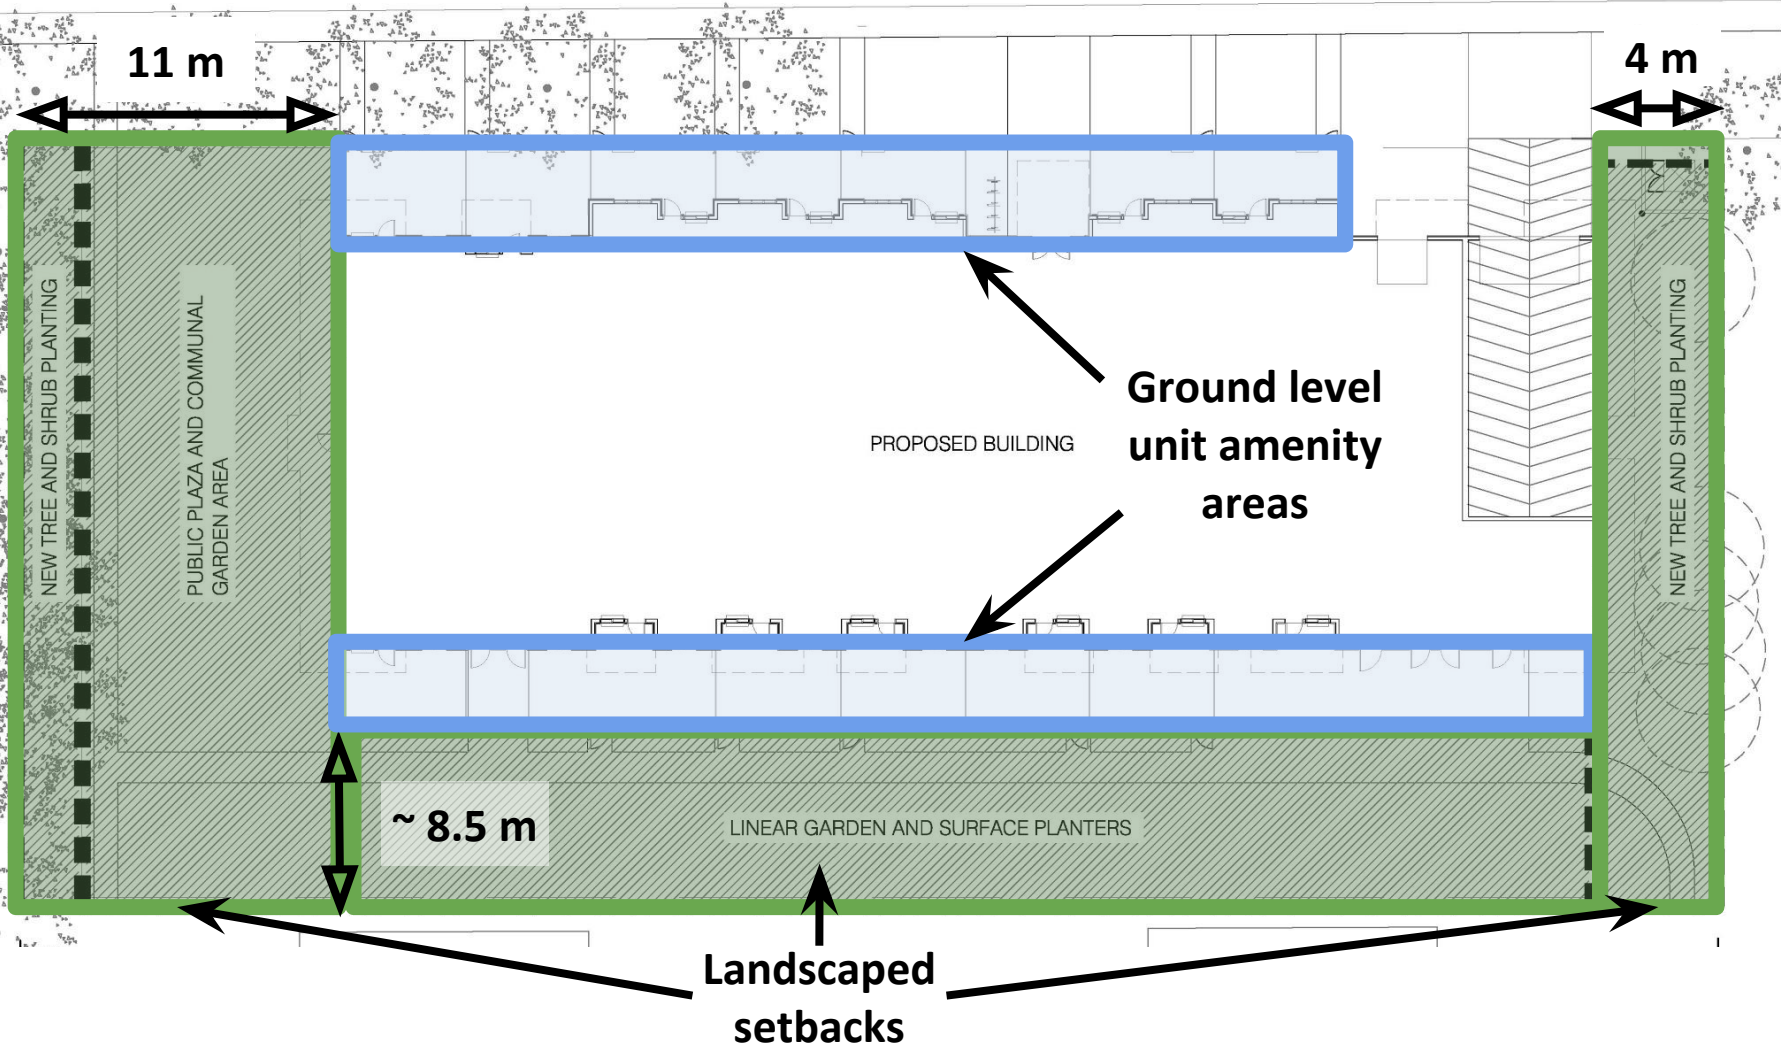 11 m
4 m
NEW TREE AND SHRUB PLANTING
PUBLIC PLAZA AND COMMUNAL
GARDEN AREA
PROPOSED BUILDING
Ground level
unit amenity
areas
NEW TREE AND SHRUB PLANTING
~ 8.5 m
LINEAR GARDEN AND SURFACE PLANTERS
Landscaped
setbacks